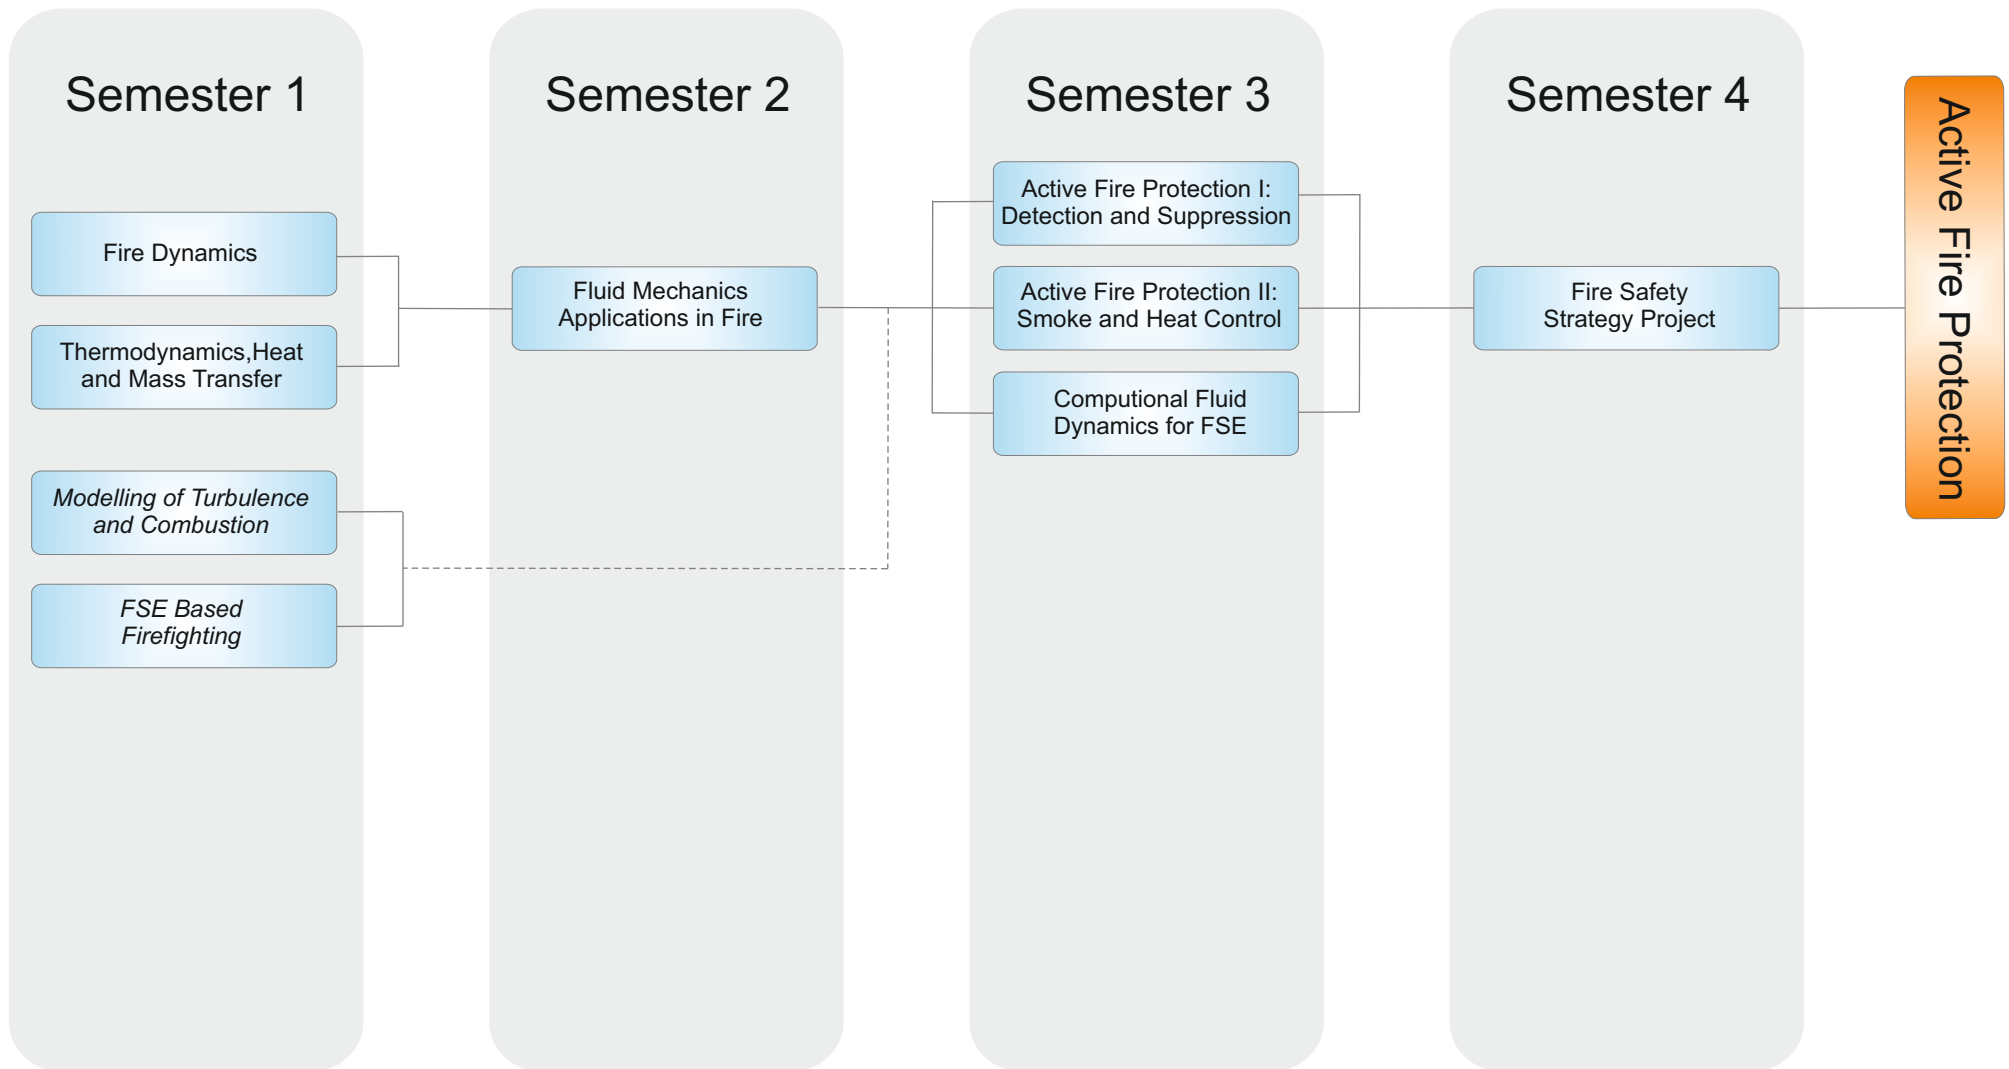 Semester 1
Fire Dynamics
Thermodynamics,Heat
and Mass Transfer
Modelling of Turbulence
and Combustion
FSE Based
Firefighting
Semester 2
Fluid Mechanics
Applications in Fire
Semester 3
Active Fire Protection I:
Detection and Suppression
Active Fire Protection II:
Smoke and Heat Control
Computional Fluid
Dynamics for FSE
Semester 4
Fire Safety
Strategy Project
Active Fire Protection